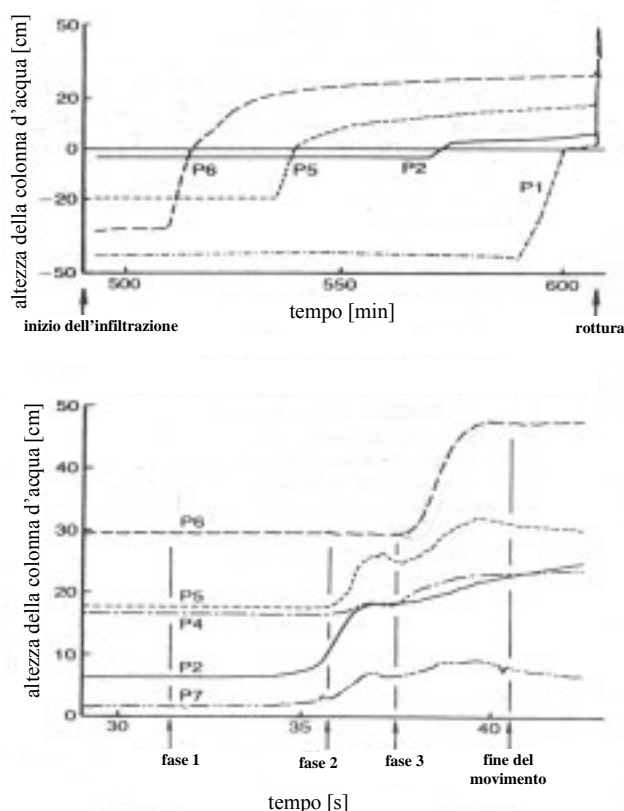 altezza della colonna d'acqua [cm]
50
20
0
−20
−50
P6
P5
P2
P1
500
550
600
tempo [min]
inizio dell'infiltrazione
rottura
altezza della colonna d'acqua [cm]
50
40
30
20
10
0
P6
P5
P4
P2
P7
30
35
40
fase 1
fase 2
fase 3
fine del
movimento
tempo [s]